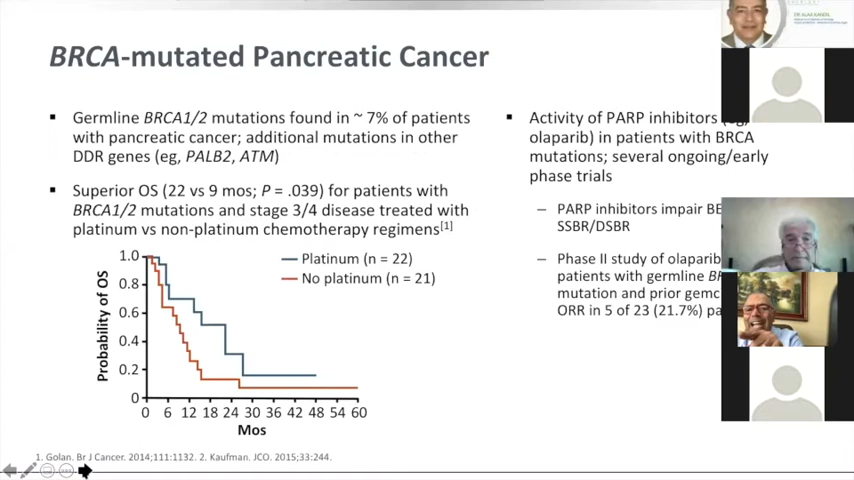 BRCA-mutated Pancreatic Cancer
▪ Germline BRCA1/2 mutations found in ~ 7% of patients
with pancreatic cancer; additional mutations in other
DDR genes (eg, PALB2, ATM)
▪ Superior OS (22 vs 9 mos; P = .039) for patients with
BRCA1/2 mutations and stage 3/4 disease treated with
platinum vs non-platinum chemotherapy regimens[1]
Probability of OS
1.0
0.8
0.6
0.4
0.2
0
Platinum (n = 22)
No platinum (n = 21)
0 6 12 18 24 30 36 42 48 54 60
Mos
▪ Activity of PARP inhibitors
olaparib) in patients with BRCA
mutations; several ongoing/early
phase trials
– PARP inhibitors impair
SSBR/DSBR
– Phase II study of olaparib
patients with germline
mutation and prior
ORR in 5 of 23 (21.7%)
1. Golan. Br J Cancer. 2014;111:1132. 2. Kaufman. JCO. 2015;33:244.